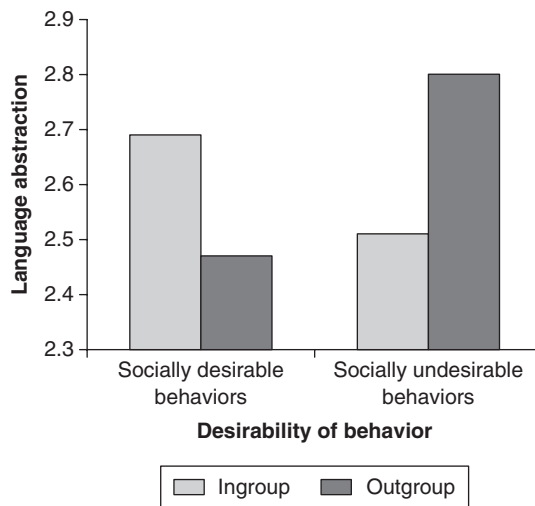 2.9
2.8
2.7
2.6
2.5
2.4
2.3
Language abstraction
Socially desirable
behaviors
Socially undesirable
behaviors
Desirability of behavior
Ingroup
Outgroup